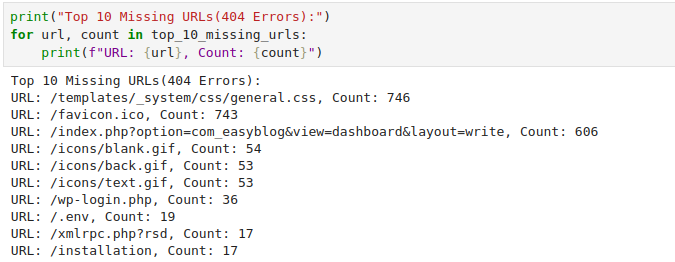 print("Top 10 Missing URLs(404 Errors):")
for url, count in top_10_missing_urls:
    print(f"URL: {url}, Count: {count}")
Top 10 Missing URLs(404 Errors):
URL: /templates/_system/css/general.css, Count: 746
URL: /favicon.ico, Count: 743
URL: /index.php?option=com_easyblog&view=dashboard&layout=write, Count: 606
URL: /icons/blank.gif, Count: 54
URL: /icons/back.gif, Count: 53
URL: /icons/text.gif, Count: 53
URL: /wp-login.php, Count: 36
URL: /.env, Count: 19
URL: /xmlrpc.php?rsd, Count: 17
URL: /installation, Count: 17